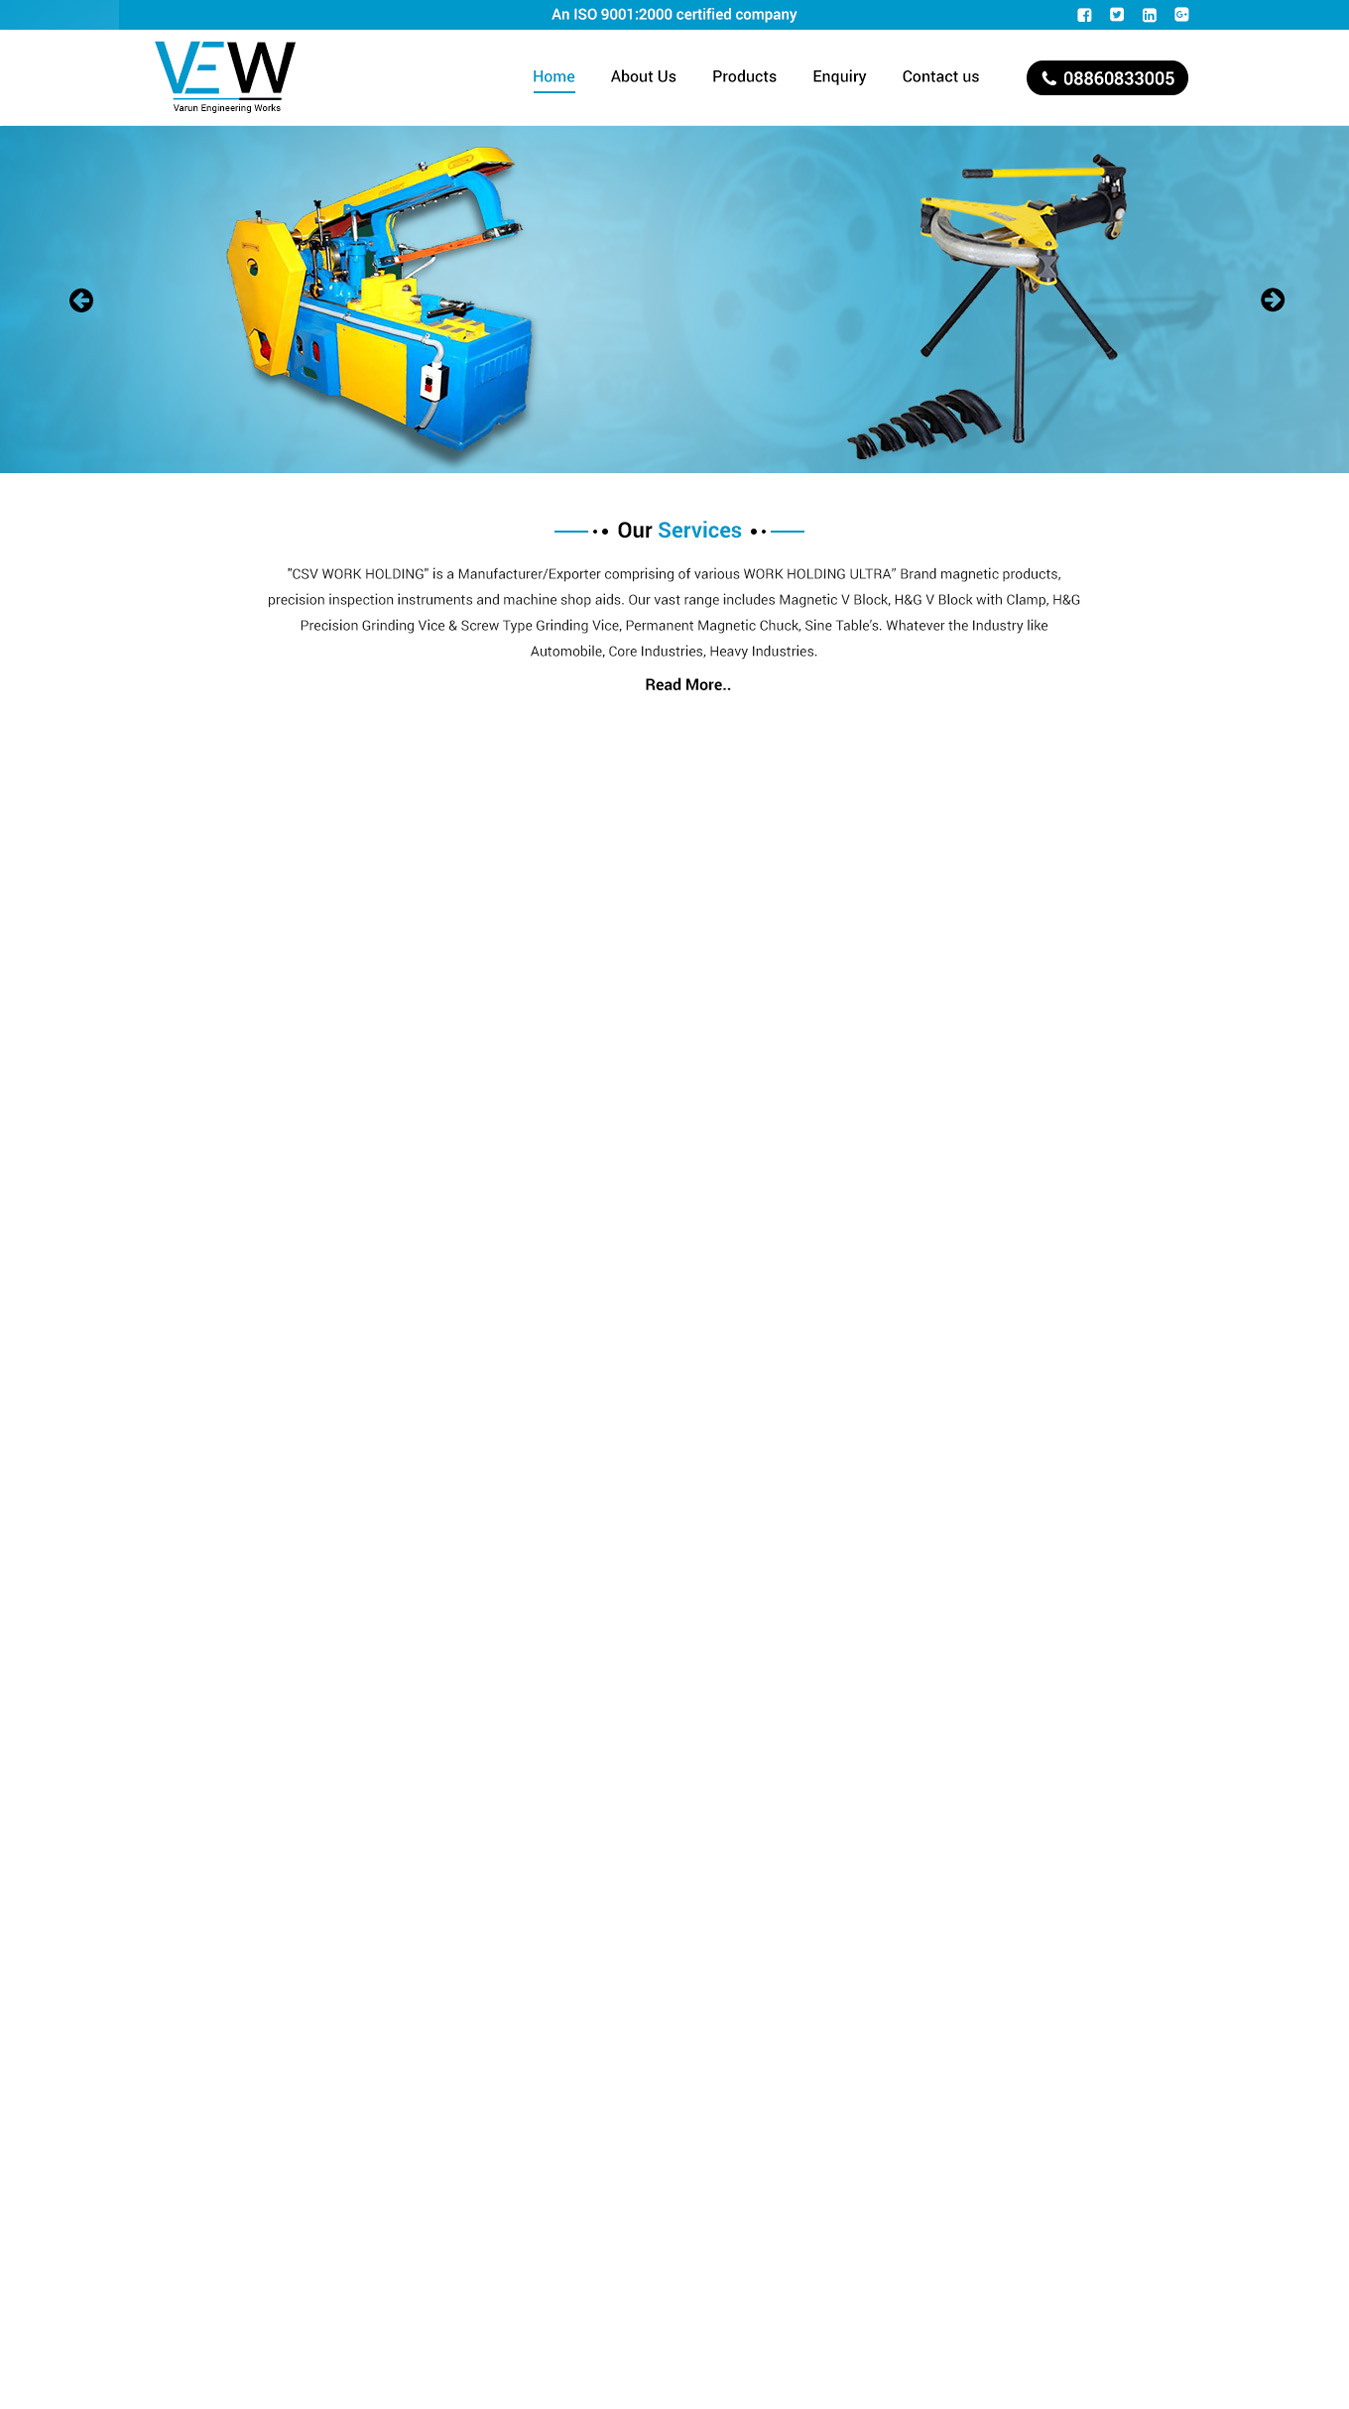 An ISO 9001:2000 certified company
VEW
Varun Engineering Works
Home About Us Products Enquiry Contact us
08860833005
Our Services
"CSV WORK HOLDING" is a Manufacturer/Exporter comprising of various WORK HOLDING ULTRA” Brand magnetic products,
precision inspection instruments and machine shop aids. Our vast range includes Magnetic V Block, H&G V Block with Clamp, H&G
Precision Grinding Vice & Screw Type Grinding Vice, Permanent Magnetic Chuck, Sine Table's. Whatever the Industry like
Automobile, Core Industries, Heavy Industries.
Read More..